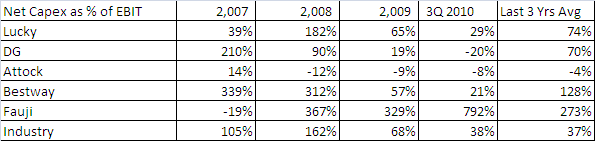 Net Capex as % of EBIT 2,007 2,008 2,009 3Q 2010 Last 3 Yrs Avg
Lucky 39% 182% 65% 29% 74%
DG 210% 90% 19% -20% 70%
Attock 14% -12% -9% -8% -4%
Bestway 339% 312% 57% 21% 128%
Fauji -19% 367% 329% 792% 273%
Industry 105% 162% 68% 38% 37%